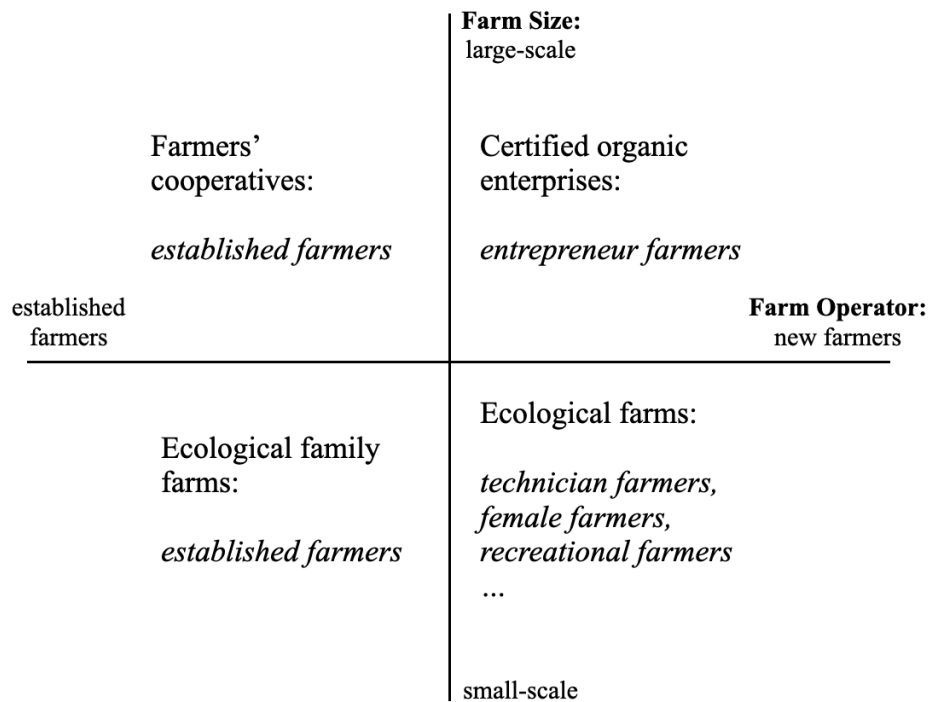 Farm Size:
large-scale
Farmers’
cooperatives:
established farmers
Certified organic
enterprises:
entrepreneur farmers
established
farmers
Farm Operator:
new farmers
Ecological family
farms:
established farmers
Ecological farms:
technician farmers,
female farmers,
recreational farmers
...
small-scale